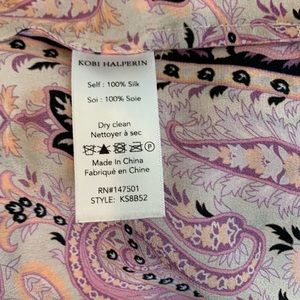 KOBI HALPERIN
Self : 100% Silk
Soi : 100% Soie
Dry clean
Nettoyer à sec
Made In China
Fabriqué en Chine
RN#147501
STYLE: KS8B52